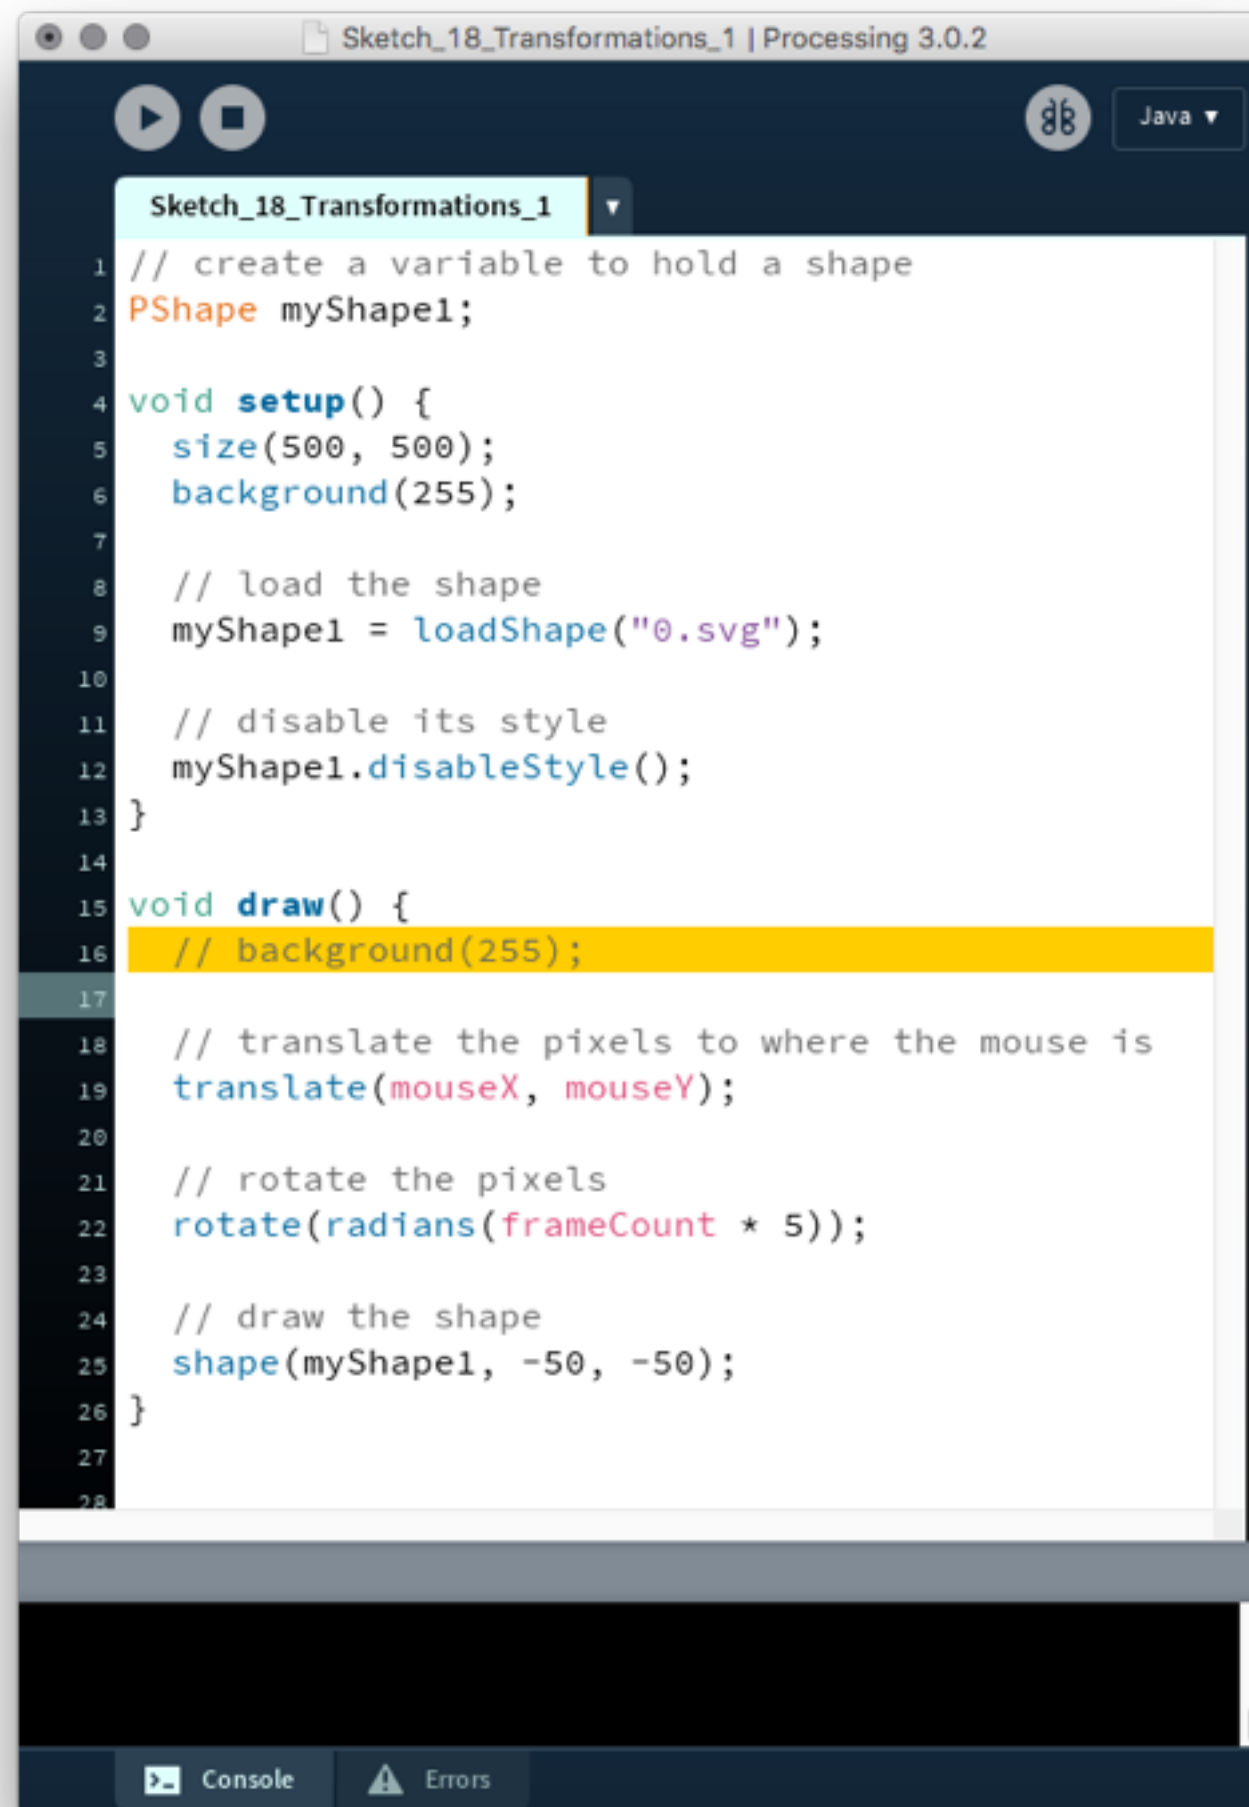 Sketch_18_Transformations_1 | Processing 3.0.2
Java ▼
Sketch_18_Transformations_1 ▼
1 // create a variable to hold a shape
2 PShape myShape1;
3
4 void setup() {
5   size(500, 500);
6   background(255);
7
8   // load the shape
9   myShape1 = loadShape("0.svg");
10
11   // disable its style
12   myShape1.disableStyle();
13 }
14
15 void draw() {
16   // background(255);
17
18   // translate the pixels to where the mouse is
19   translate(mouseX, mouseY);
20
21   // rotate the pixels
22   rotate(radians(frameCount * 5));
23
24   // draw the shape
25   shape(myShape1, -50, -50);
26 }
27
28
Console Errors